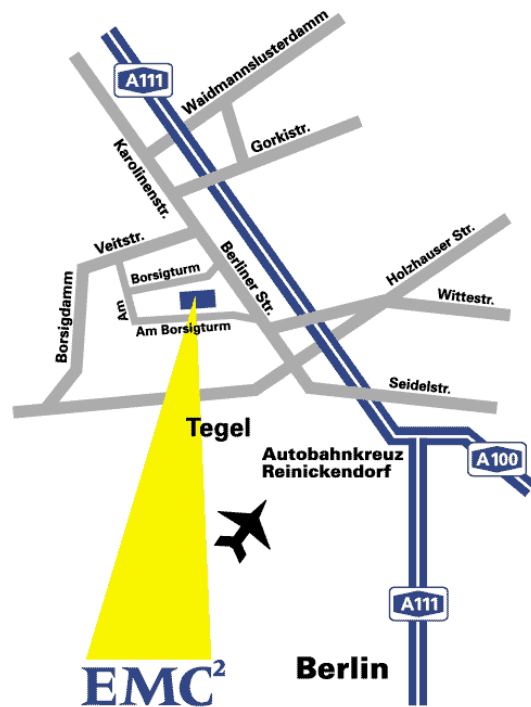 A111
Waidmannslusterdamm
Gorkistr.
Karolinenstr.
Veitstr.
Berliner Str.
Holzhauser Str.
Borsigturm
Am
Wittestr.
Borsigdamm
Am Borsigturm
Seidelstr.
Tegel
Autobahnkreuz
Reinickendorf
A100
A111
Berlin
EMC²